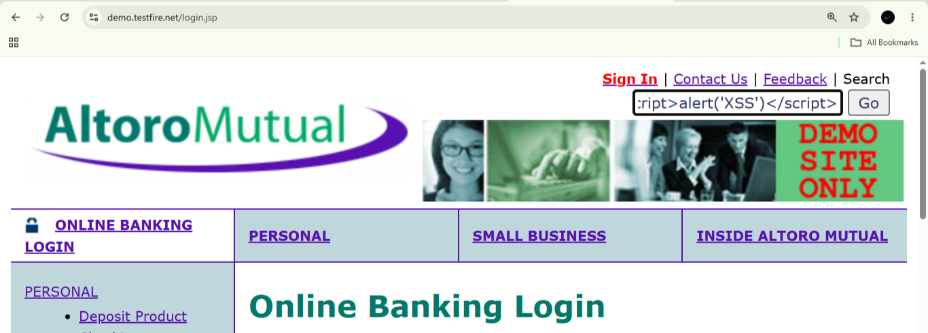 demo.testfire.net/login.jsp
All Bookmarks
Sign In | Contact Us | Feedback | Search
ript>alert('XSS')</script> Go
AltoroMutual
DEMO
SITE
ONLY
ONLINE BANKING
LOGIN
PERSONAL
SMALL BUSINESS
INSIDE ALTORO MUTUAL
PERSONAL
• Deposit Product
Online Banking Login